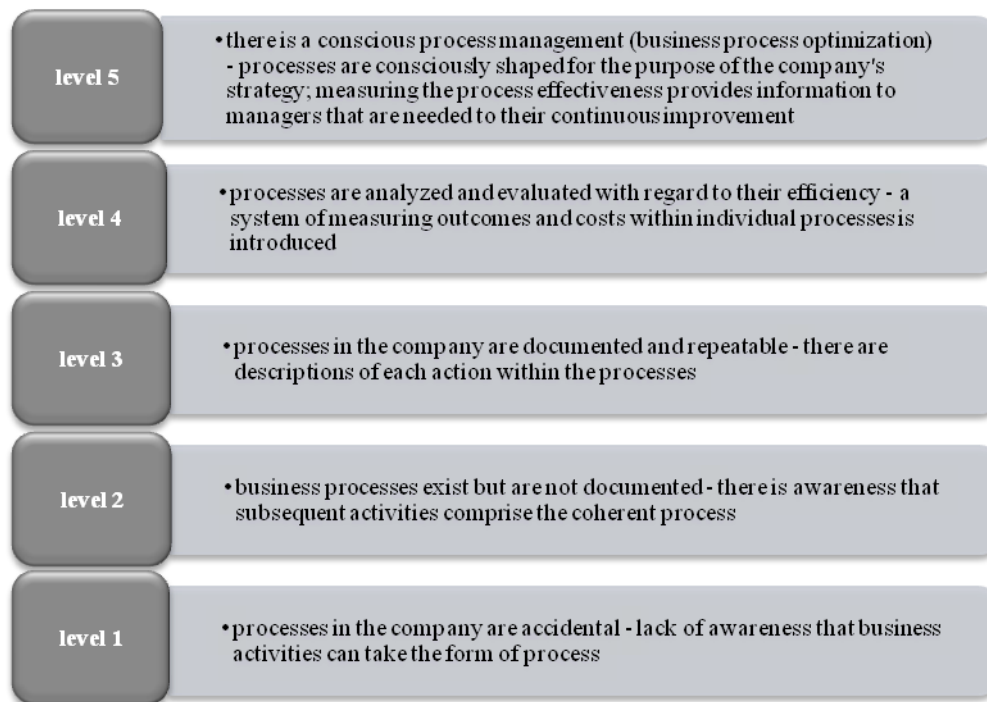 level 5
•there is a conscious process management (business process optimization)
- processes are consciously shaped for the purpose of the company's
strategy; measuring the process effectiveness provides information to
managers that are needed to their continuous improvement
level 4
•processes are analyzed and evaluated with regard to their efficiency - a
system of measuring outcomes and costs within individual processes is
introduced
level 3
•processes in the company are documented and repeatable - there are
descriptions of each action within the processes
level 2
•business processes exist but are not documented - there is awareness that
subsequent activities comprise the coherent process
level 1
•processes in the company are accidental - lack of awareness that business
activities can take the form of process